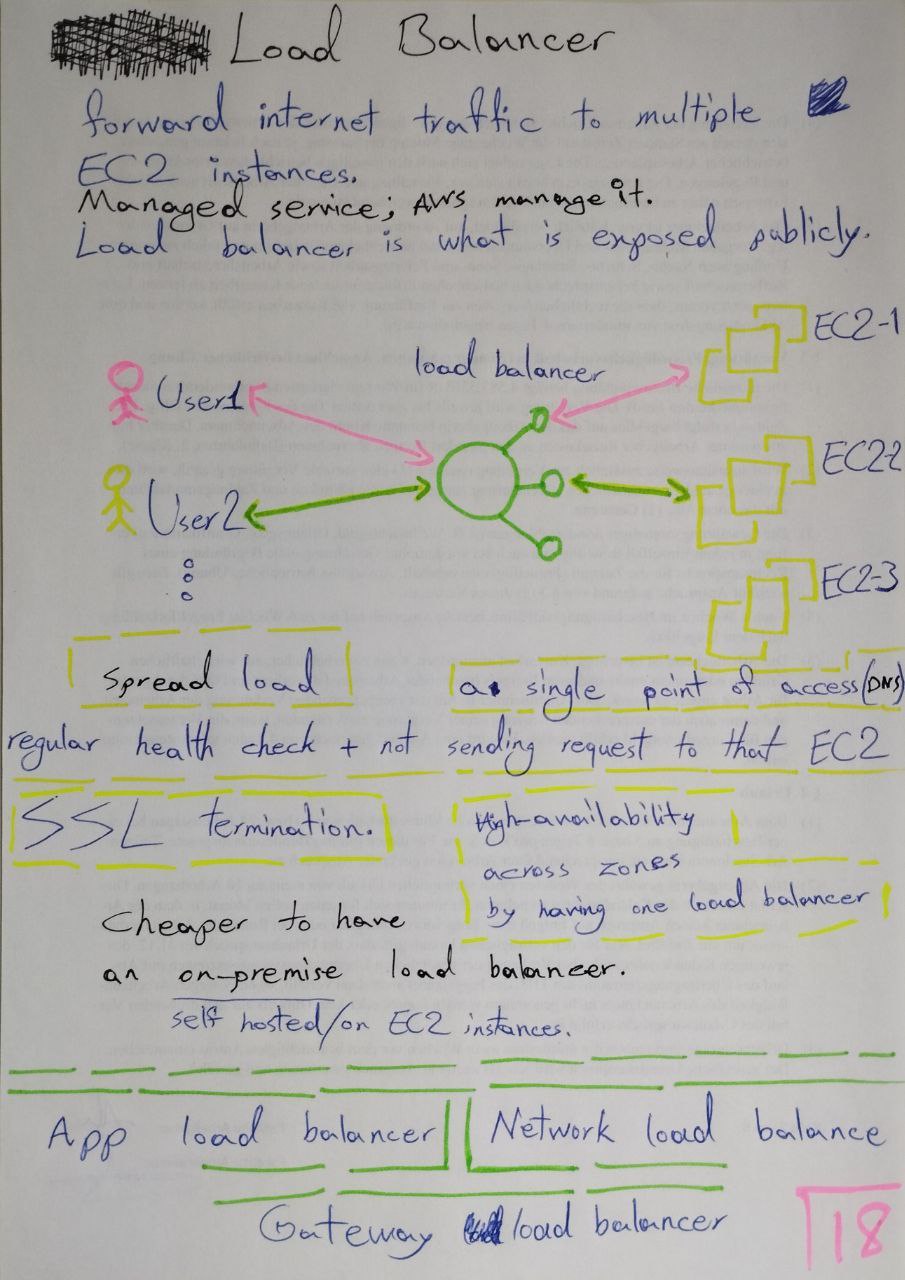 Load Balancer
forward internet traffic to multiple
EC2 instances.
Managed service; AWS manage it.
Load balancer is what is exposed publicly.
EC2-1
load balancer
User1
EC2-2
User2
EC2-3
spread load
a single point of access (DNS)
regular health check + not sending request to that EC2
SSL termination.
High-availability
across zones
by having one load balancer
Cheaper to have
an on-premise load balancer.
self hosted/on EC2 instances.
App load balancer
Network load balance
Gateway load balancer
18